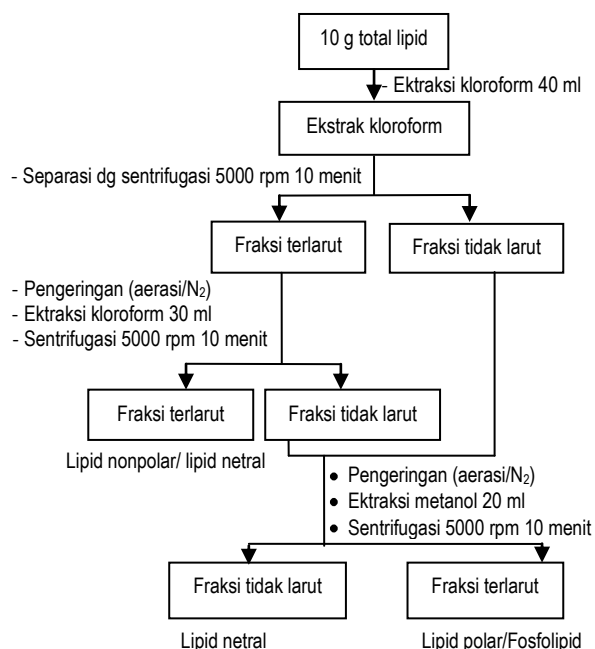 10 g total lipid
- Ektraksi kloroform 40 ml
Ekstrak kloroform
- Separasi dg sentrifugasi 5000 rpm 10 menit
Fraksi terlarut
Fraksi tidak larut
- Pengeringan (aerasi/N₂)
- Ektraksi kloroform 30 ml
- Sentrifugasi 5000 rpm 10 menit
Fraksi terlarut
Fraksi tidak larut
Lipid nonpolar/ lipid netral
• Pengeringan (aerasi/N₂)
• Ektraksi metanol 20 ml
• Sentrifugasi 5000 rpm 10 menit
Fraksi tidak larut
Fraksi terlarut
Lipid netral
Lipid polar/Fosfolipid